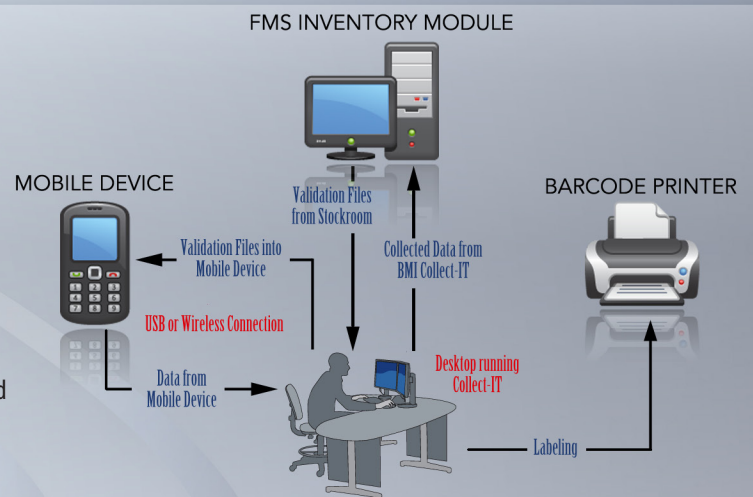 FMS INVENTORY MODULE
MOBILE DEVICE
BARCODE PRINTER
Validation Files
from Stockroom
Validation Files into
Mobile Device
Collected Data from
BMI Collect-IT
USB or Wireless Connection
Desktop running
Collect-IT
Data from
Mobile Device
d
Labeling